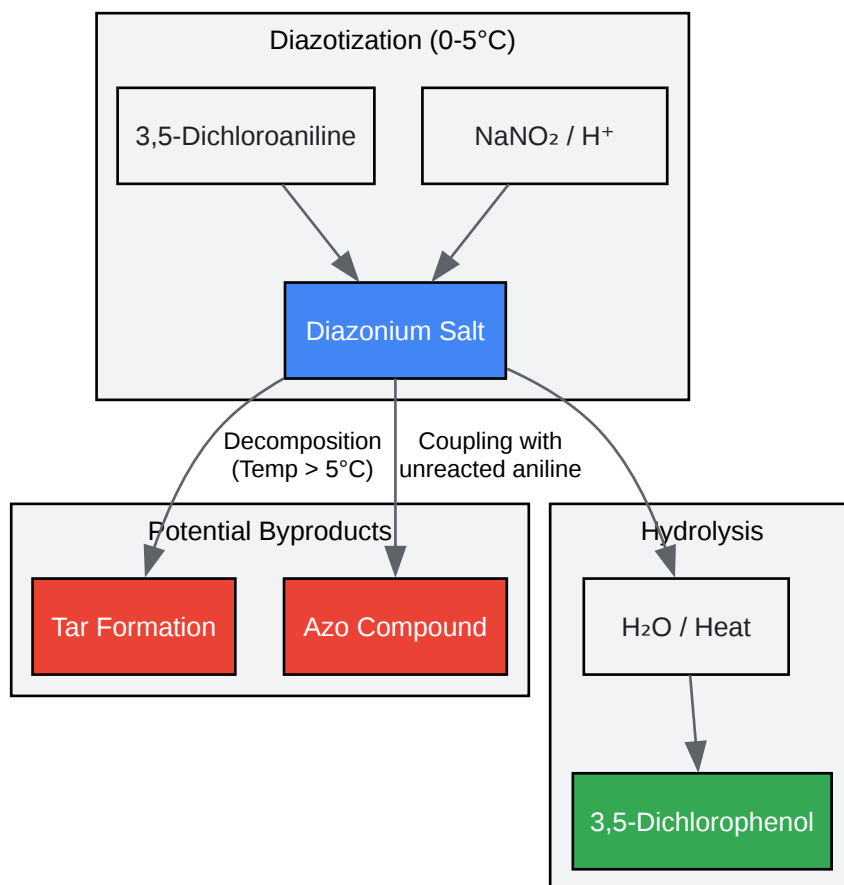 Diazotization (0-5°C)
3,5-Dichloroaniline
NaNO₂ / H⁺
Diazonium Salt
Decomposition
(Temp > 5°C)
Coupling with
unreacted aniline
Potential Byproducts
Hydrolysis
Tar Formation
Azo Compound
H₂O / Heat
3,5-Dichlorophenol